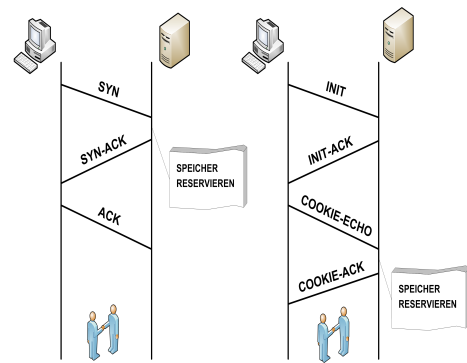 SYN
SYN-ACK
SPEICHER
RESERVIEREN
ACK
INIT
INIT-ACK
COOKIE-ECHO
COOKIE-ACK
SPEICHER
RESERVIEREN